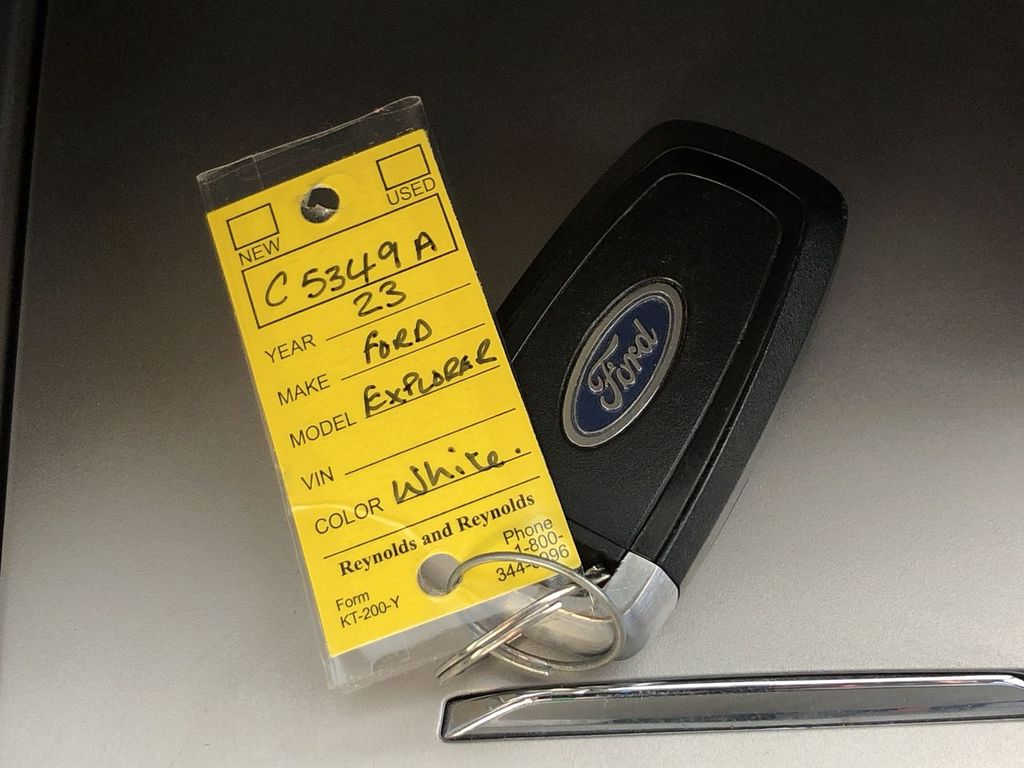 NEW USED
C 5349 A
YEAR 23
MAKE FORD
MODEL EXPLORER
VIN
COLOR White.
Reynolds and Reynolds
Form
KT-200-Y
Phone
1-800-
Ford